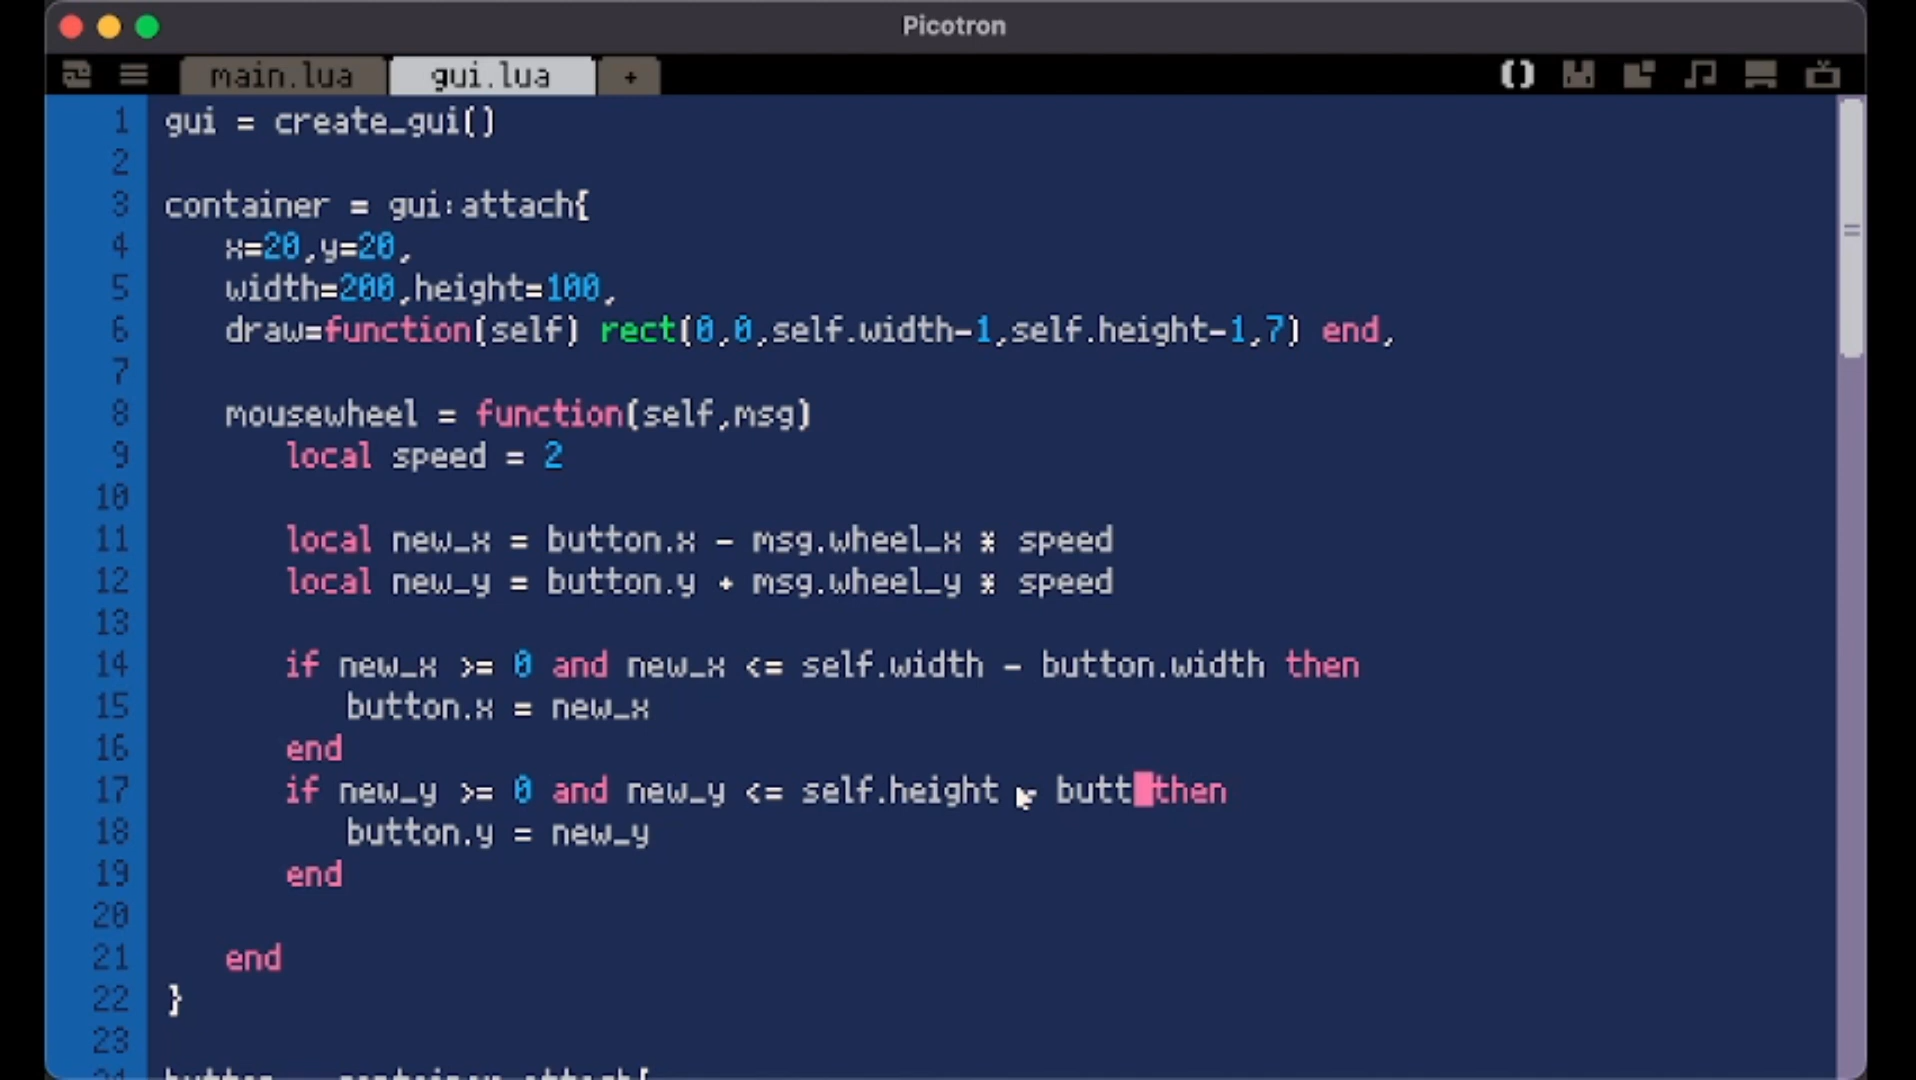 Picotron
main.lua gui.lua +
1 gui = create_gui()
2
3 container = gui:attach{
4 x=20,y=20,
5 width=200,height=100,
6 draw=function(self) rect(0,0,self.width-1,self.height-1,7) end,
7
8 mousewheel = function(self,msg)
9 local speed = 2
10
11 local new_x = button.x - msg.wheel_x * speed
12 local new_y = button.y + msg.wheel_y * speed
13
14 if new_x >= 0 and new_x <= self.width - button.width then
15 button.x = new_x
16 end
17 if new_y >= 0 and new_y <= self.height - butt then
18 button.y = new_y
19 end
20
21 end
22 }
23